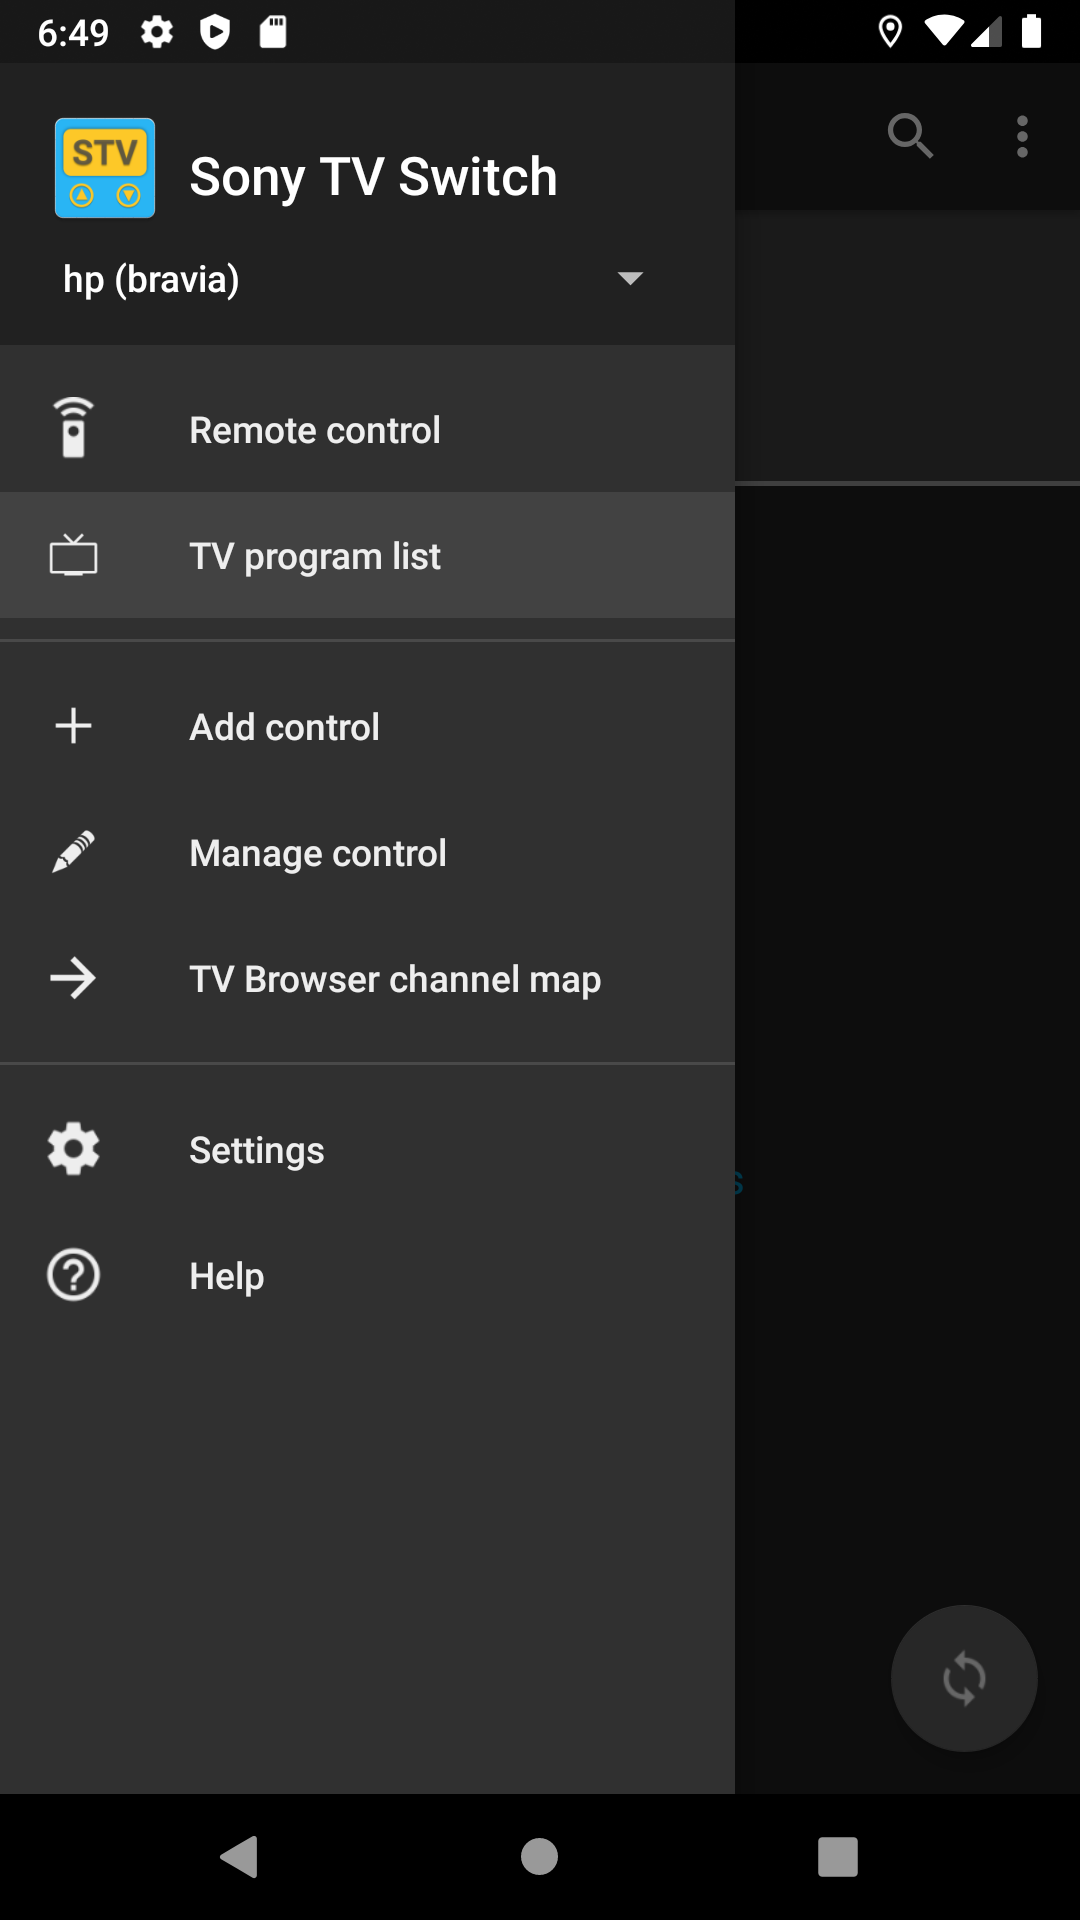 6:49
STV
Sony TV Switch
hp (bravia)
Remote control
TV program list
Add control
Manage control
TV Browser channel map
Settings
s
Help